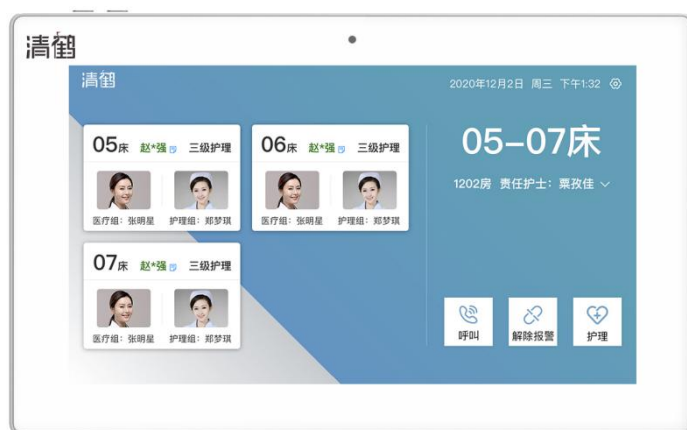 清鹤
清鹤
2020年12月2日 周三 下午1:32
05床 赵*强 三级护理
医疗组：张明星 护理组：郑梦琪
06床 赵*强 三级护理
医疗组：张明星 护理组：郑梦琪
07床 赵*强 三级护理
医疗组：张明星 护理组：郑梦琪
05-07床
1202房 责任护士：粟孜佳
呼叫
解除报警
护理